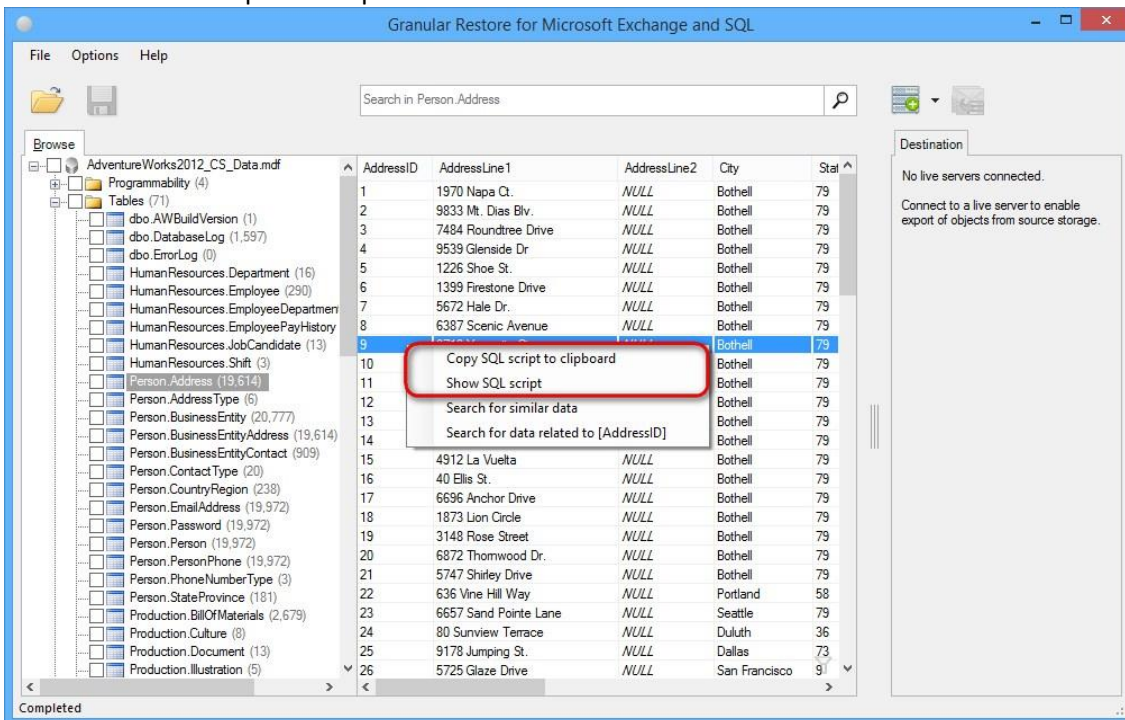 Granular Restore for Microsoft Exchange and SQL
File Options Help
Search in Person.Address
Browse
Destination
AdventureWorks2012_CS_Data.mdf
Programmability (4)
Tables (71)
dbo.AWBuildVersion (1)
dbo.DatabaseLog (1,597)
dbo.ErrorLog (0)
HumanResources.Department (16)
HumanResources.Employee (290)
HumanResources.EmployeeDepartmen
HumanResources.EmployeePayHistory
HumanResources.JobCandidate (13)
HumanResources.Shift (3)
Person.Address (19,614)
Person.AddressType (6)
Person.BusinessEntity (20,777)
Person.BusinessEntityAddress (19,614)
Person.BusinessEntityContact (909)
Person.ContactType (20)
Person.CountryRegion (238)
Person.EmailAddress (19,972)
Person.Password (19,972)
Person.Person (19,972)
Person.PersonPhone (19,972)
Person.PhoneNumberType (3)
Person.StateProvince (181)
Production.BillOfMaterials (2,679)
Production.Culture (8)
Production.Document (13)
Production.Illustration (5)
AddressID AddressLine1 AddressLine2 City Stat
1 1970 Napa Ct. NULL Bothell 79
2 9833 Mt. Dias Blv. NULL Bothell 79
3 7484 Roundtree Drive NULL Bothell 79
4 9539 Glenside Dr NULL Bothell 79
5 1226 Shoe St. NULL Bothell 79
6 1399 Firestone Drive NULL Bothell 79
7 5672 Hale Dr. NULL Bothell 79
8 6387 Scenic Avenue NULL Bothell 79
9 Bothell 79
10 Bothell 79
11 Bothell 79
12 Bothell 79
13 Bothell 79
14 Bothell 79
15 4912 La Vuelta NULL Bothell 79
16 40 Ellis St. NULL Bothell 79
17 6696 Anchor Drive NULL Bothell 79
18 1873 Lion Circle NULL Bothell 79
19 3148 Rose Street NULL Bothell 79
20 6872 Thornwood Dr. NULL Bothell 79
21 5747 Shirley Drive NULL Bothell 79
22 636 Vine Hill Way NULL Portland 58
23 6657 Sand Pointe Lane NULL Seattle 79
24 80 Sunview Terrace NULL Duluth 36
25 9178 Jumping St. NULL Dallas 73
26 5725 Glaze Drive NULL San Francisco 9
Copy SQL script to clipboard
Show SQL script
Search for similar data
Search for data related to [AddressID]
No live servers connected.
Connect to a live server to enable
export of objects from source storage.
Completed